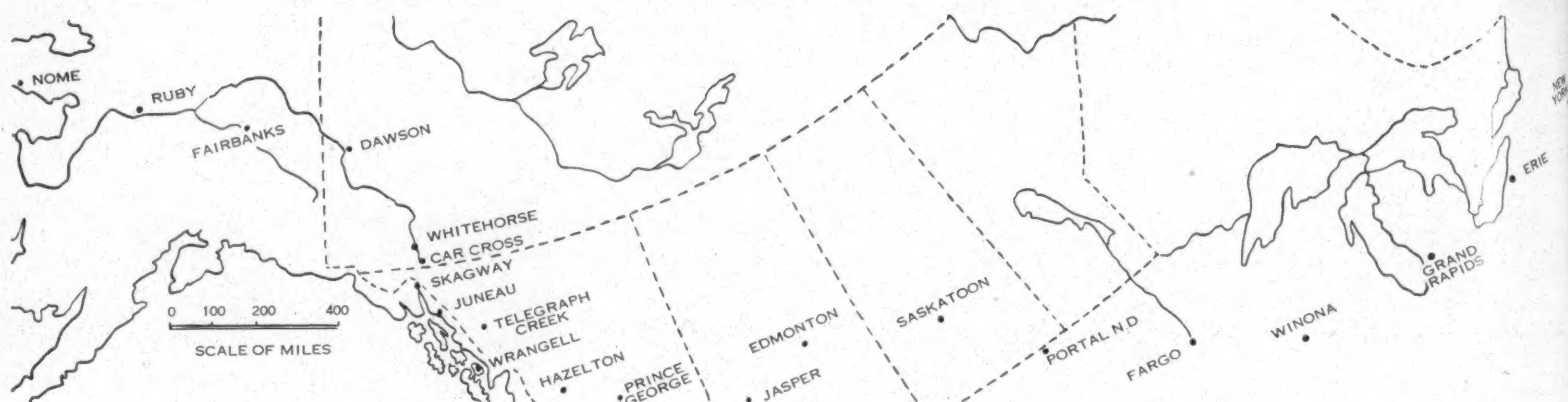 NOME
RUBY
FAIRBANKS
DAWSON
WHITEHORSE
CAR CROSS
SKAGWAY
JUNEAU
TELEGRAPH
CREEK
WRANGELL
HAZELTON
PRINCE
GEORGE
JASPER
EDMONTON
SASKATOON
PORTAL N.D
FARGO
WINONA
GRAND
RAPIDS
ERIE
NEW
YORK
0 100 200 400
SCALE OF MILES